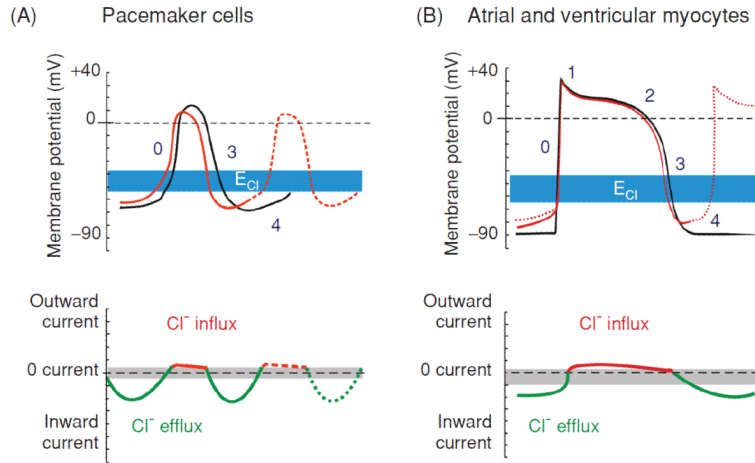 (A) Pacemaker cells
Membrane potential (mV)
+40
0
−90
0
3
4
E_Cl
Outward current
0 current
Inward current
Cl⁻ influx
Cl⁻ efflux
(B) Atrial and ventricular myocytes
Membrane potential (mV)
+40
0
−90
1
2
0
3
4
E_Cl
Outward current
0 current
Inward current
Cl⁻ influx
Cl⁻ efflux